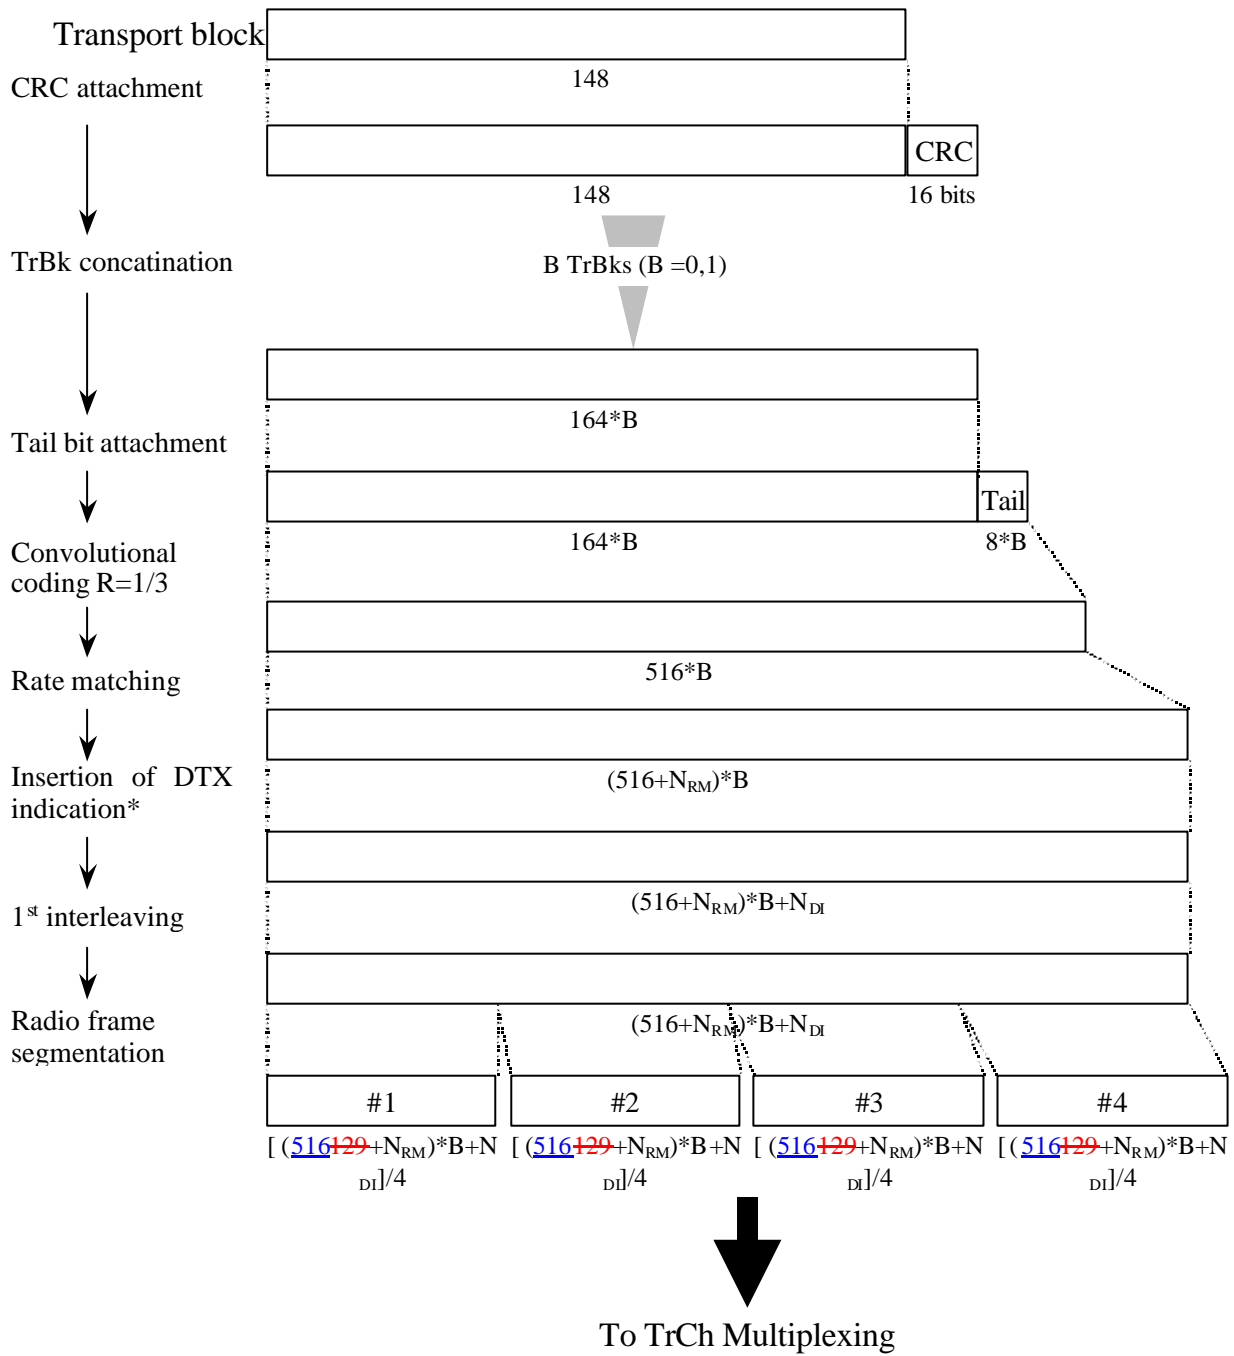 Transport block
148
CRC attachment
CRC
148
16 bits
TrBk concatination
B TrBks (B =0,1)
164*B
Tail bit attachment
Tail
164*B
8*B
Convolutional
coding R=1/3
516*B
Rate matching
Insertion of DTX
indication*
(516+NRM)*B
(516+NRM)*B+NDI
1st interleaving
(516+NRM)*B+NDI
Radio frame
segmentation
#1
#2
#3
#4
[ (516129+NRM)*B+N
DI]/4
[ (516129+NRM)*B+N
DI]/4
[ (516129+NRM)*B+N
DI]/4
[ (516129+NRM)*B+N
DI]/4
To TrCh Multiplexing